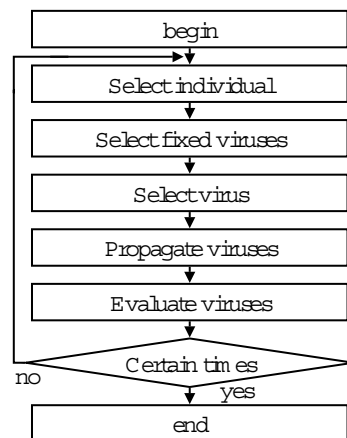 begin
Select individual
Select fixed viruses
Select virus
Propagate viruses
Evaluate viruses
Certain times
no
yes
end